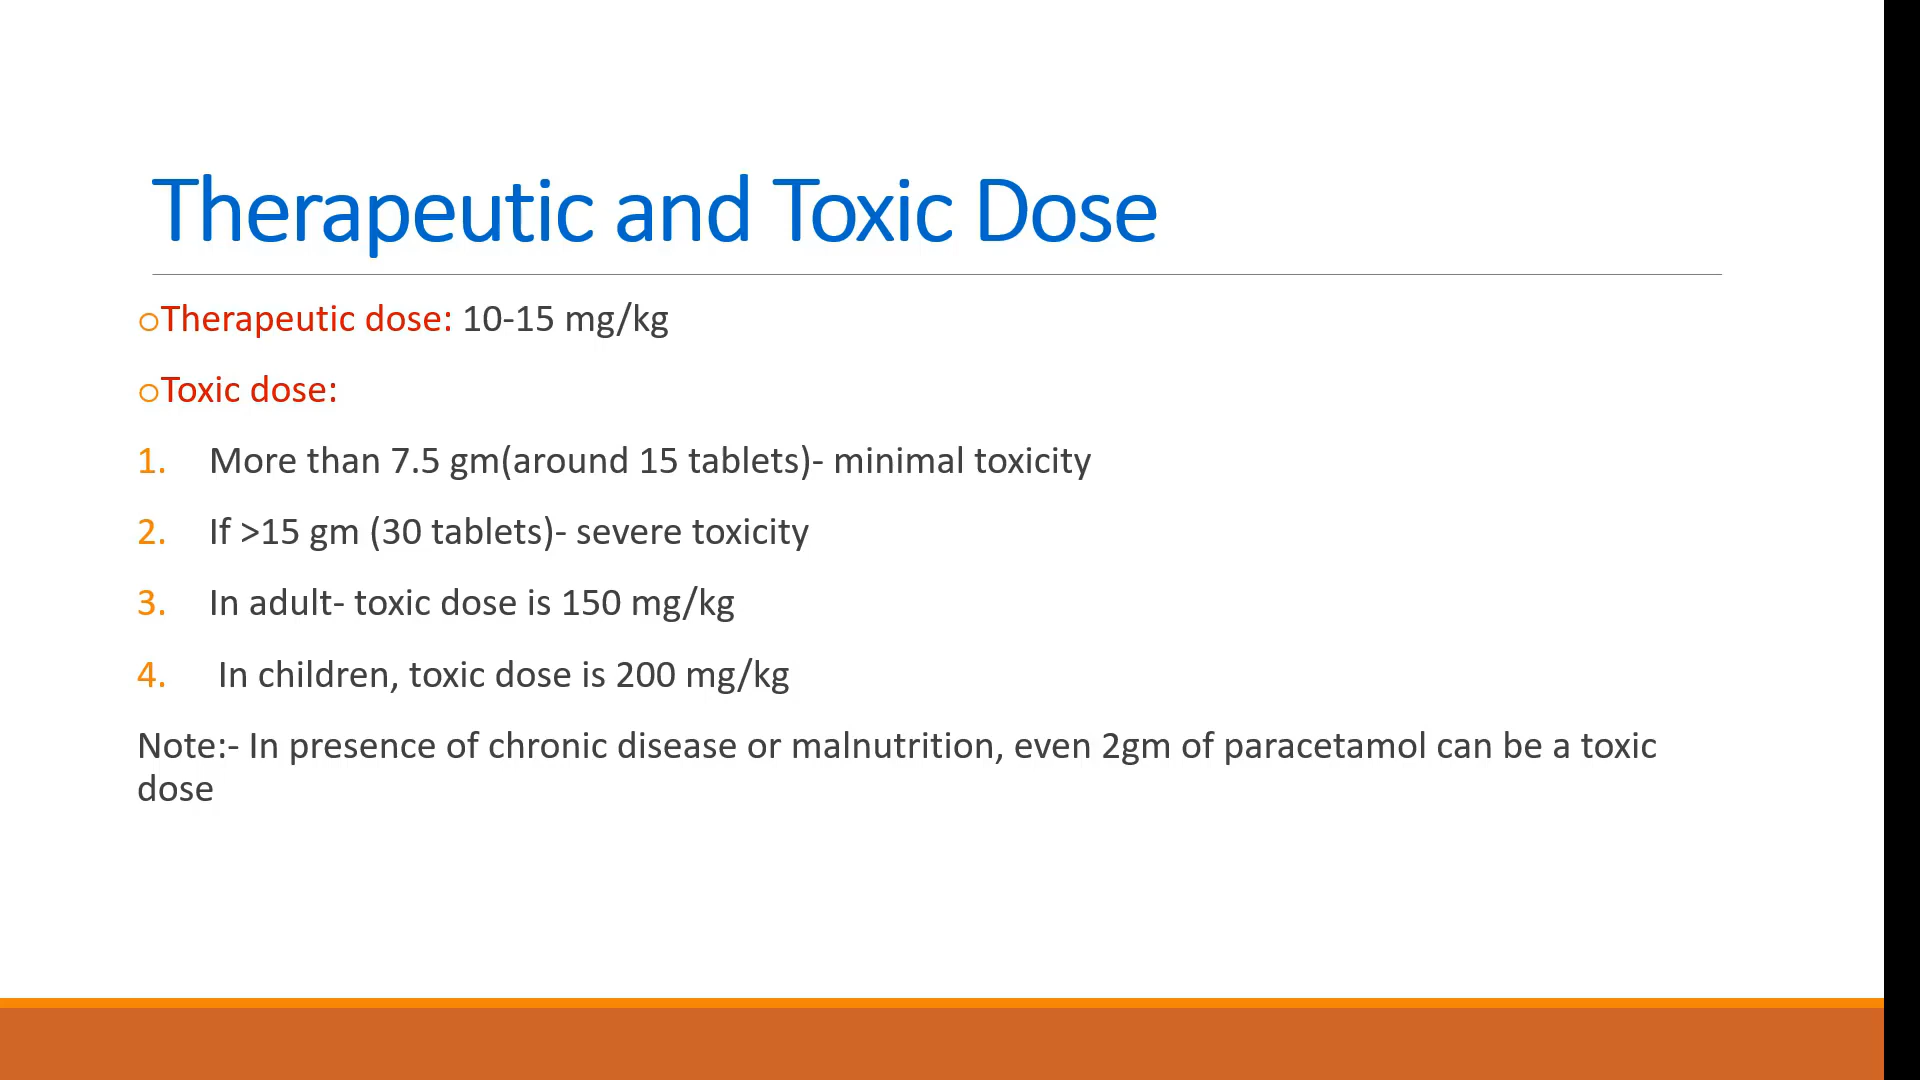 Therapeutic and Toxic Dose
oTherapeutic dose: 10-15 mg/kg
oToxic dose:
1. More than 7.5 gm(around 15 tablets)- minimal toxicity
2. If >15 gm (30 tablets)- severe toxicity
3. In adult- toxic dose is 150 mg/kg
4. In children, toxic dose is 200 mg/kg
Note:- In presence of chronic disease or malnutrition, even 2gm of paracetamol can be a toxic
dose